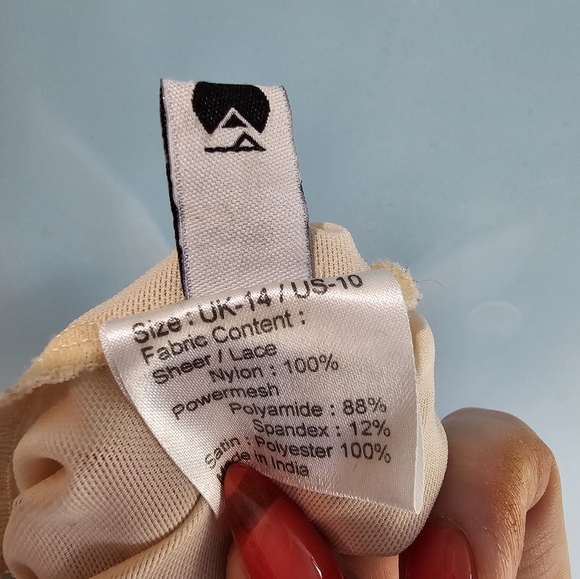 Size : UK-14 / US-10
Fabric Content :
Sheer / Lace
Nylon : 100%
Powermesh
Polyamide : 88%
Spandex : 12%
Satin : Polyester 100%
Made in India